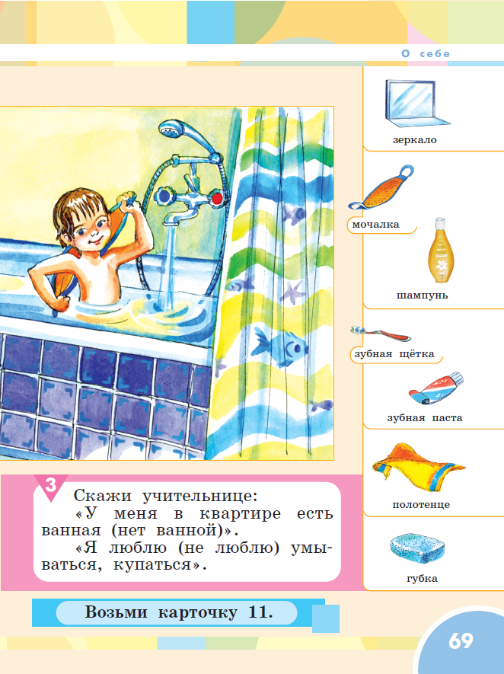 О себе
зеркало
мочалка
шампунь
зубная щётка
зубная паста
полотенце
губка
3
Скажи учительнице:
«У меня в квартире есть
ванная (нет ванной)».
«Я люблю (не люблю) умы-
ваться, купаться».
Возьми карточку 11.
69